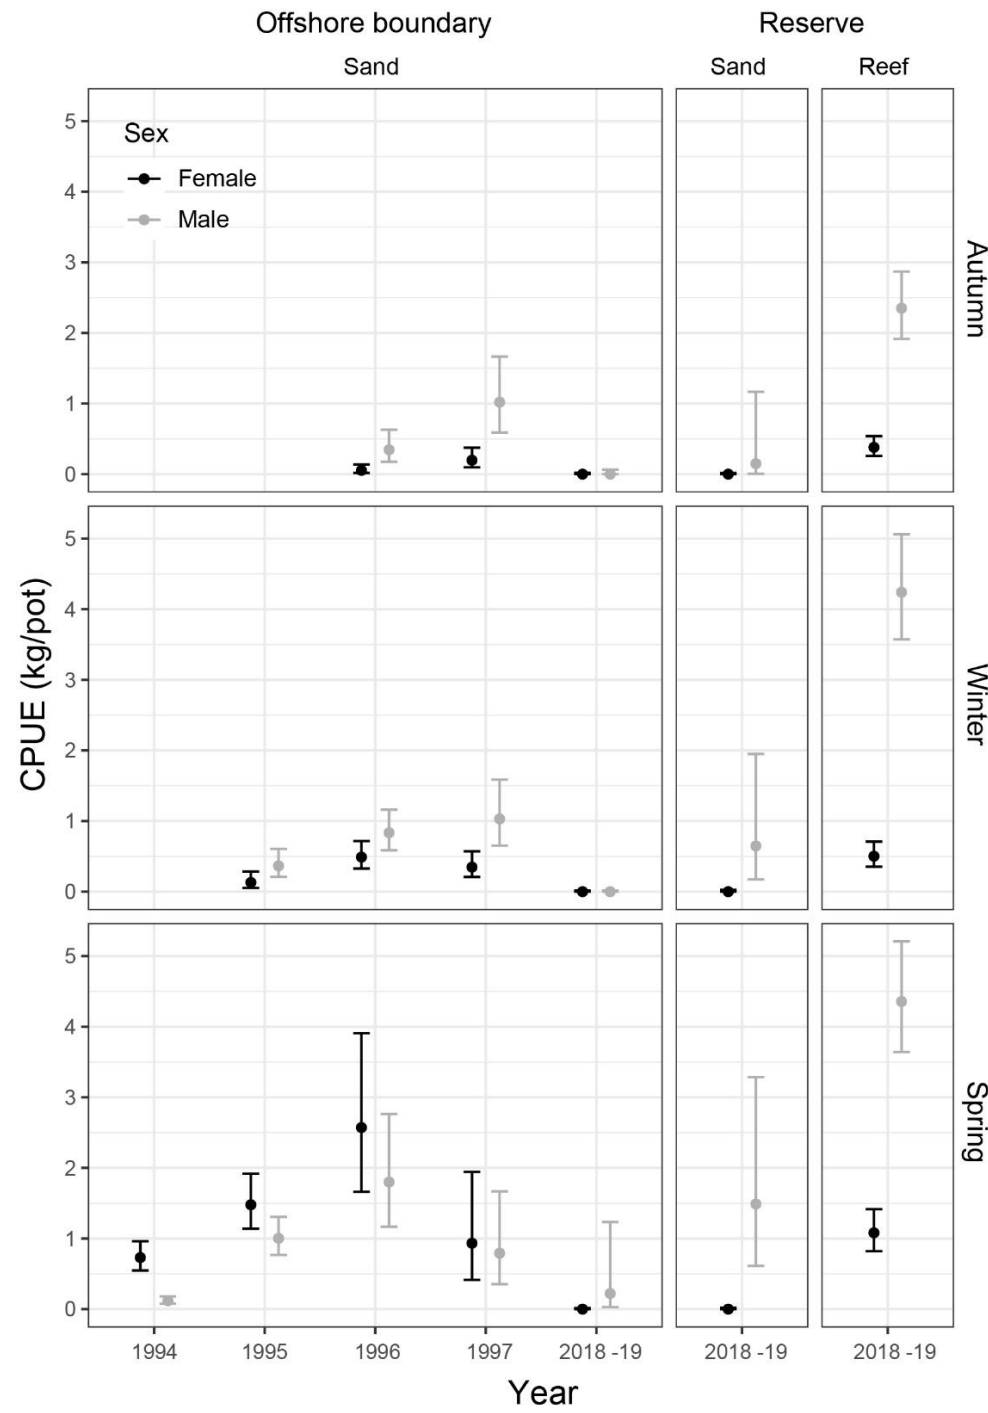 Offshore boundary Reserve
Sand Sand Reef
Sex
Female
Male
5
4
3
2
1
0
Autumn
5
4
3
2
1
0
Winter
5
4
3
2
1
0
Spring
CPUE (kg/pot)
1994 1995 1996 1997 2018 -19 2018 -19 2018 -19
Year